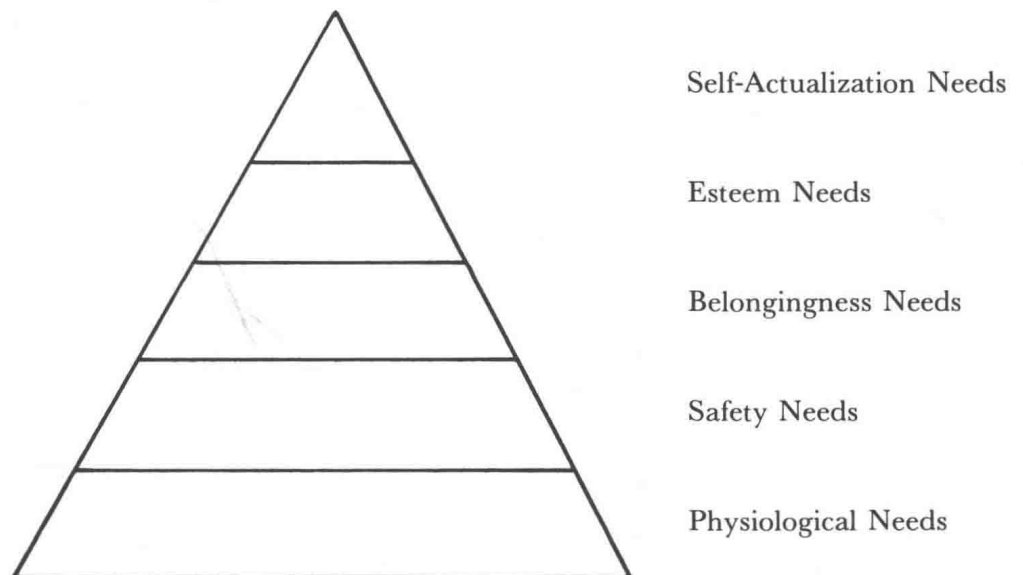 Self-Actualization Needs
Esteem Needs
Belongingness Needs
Safety Needs
Physiological Needs